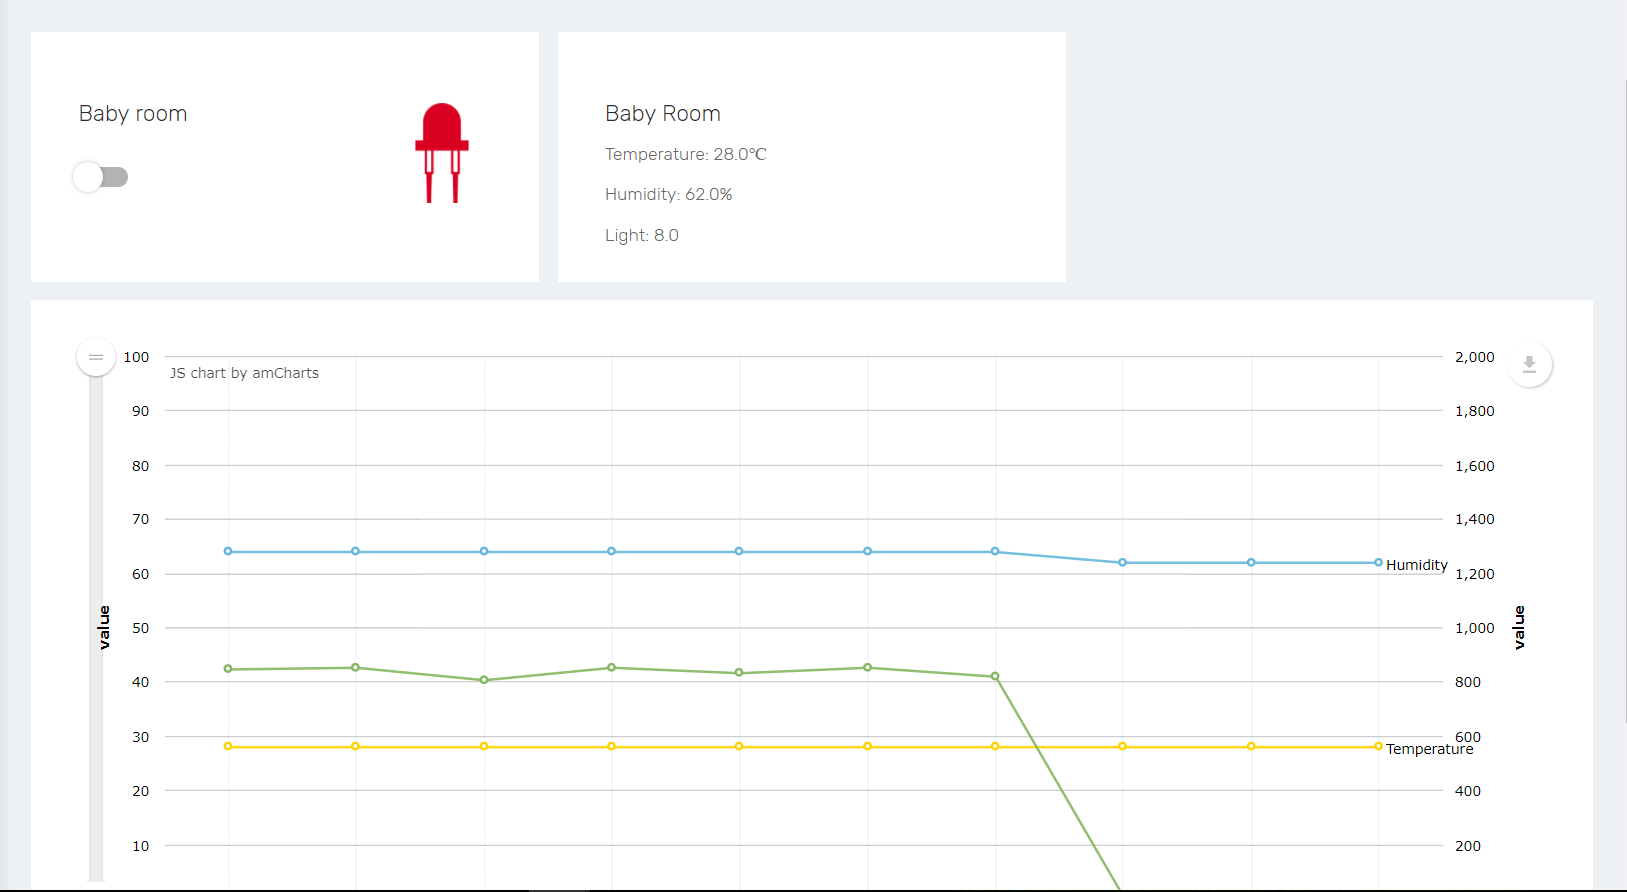 Baby room
Baby Room
Temperature: 28.0℃
Humidity: 62.0%
Light: 8.0
JS chart by amCharts
100
90
80
70
60
50
40
30
20
10
value
2,000
1,800
1,600
1,400
1,200
1,000
800
600
400
200
value
Humidity
Temperature